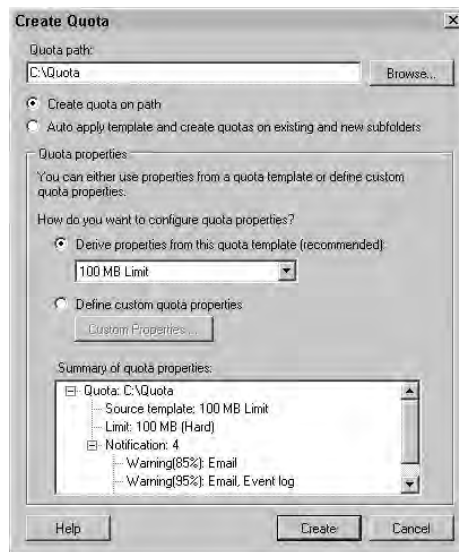 Create Quota
Quota path:
C:\Quota
Browse...
Create quota on path
Auto apply template and create quotas on existing and new subfolders
Quota properties
You can either use properties from a quota template or define custom
quota properties.
How do you want to configure quota properties?
Derive properties from this quota template (recommended):
100 MB Limit
Define custom quota properties
Custom Properties...
Summary of quota properties:
Quota: C:\Quota
Source template: 100 MB Limit
Limit: 100 MB (Hard)
Notification: 4
Warning(85%): Email
Warning(95%): Email, Event log
Help
Create
Cancel